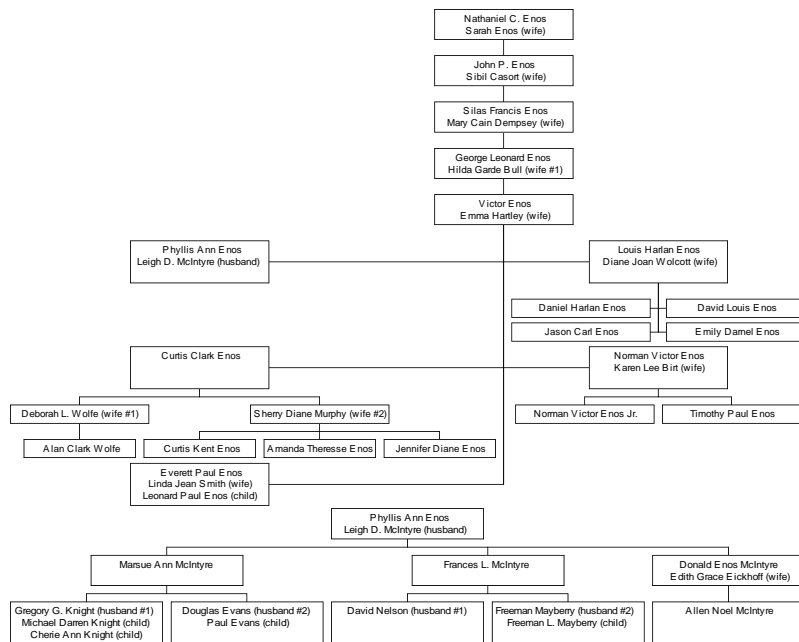 Nathaniel C. Enos
Sarah Enos (wife)
John P. Enos
Sibil Casort (wife)
Silas Francis Enos
Mary Cain Dempsey (wife)
George Leonard Enos
Hilda Garde Bull (wife #1)
Victor Enos
Emma Hartley (wife)
Phyllis Ann Enos
Leigh D. McIntyre (husband)
Louis Harlan Enos
Diane Joan Wolcott (wife)
Daniel Harlan Enos
David Louis Enos
Jason Carl Enos
Emily Damel Enos
Curtis Clark Enos
Norman Victor Enos
Karen Lee Birt (wife)
Deborah L. Wolfe (wife #1)
Sherry Diane Murphy (wife #2)
Norman Victor Enos Jr.
Timothy Paul Enos
Alan Clark Wolfe
Curtis Kent Enos
Amanda Theresse Enos
Jennifer Diane Enos
Everett Paul Enos
Linda Jean Smith (wife)
Leonard Paul Enos (child)
Phyllis Ann Enos
Leigh D. McIntyre (husband)
Marsue Ann McIntyre
Frances L. McIntyre
Donald Enos McIntyre
Edith Grace Eickhoff (wife)
Gregory G. Knight (husband #1)
Michael Darren Knight (child)
Cherie Ann Knight (child)
Douglas Evans (husband #2)
Paul Evans (child)
David Nelson (husband #1)
Freeman Mayberry (husband #2)
Freeman L. Mayberry (child)
Allen Noel McIntyre